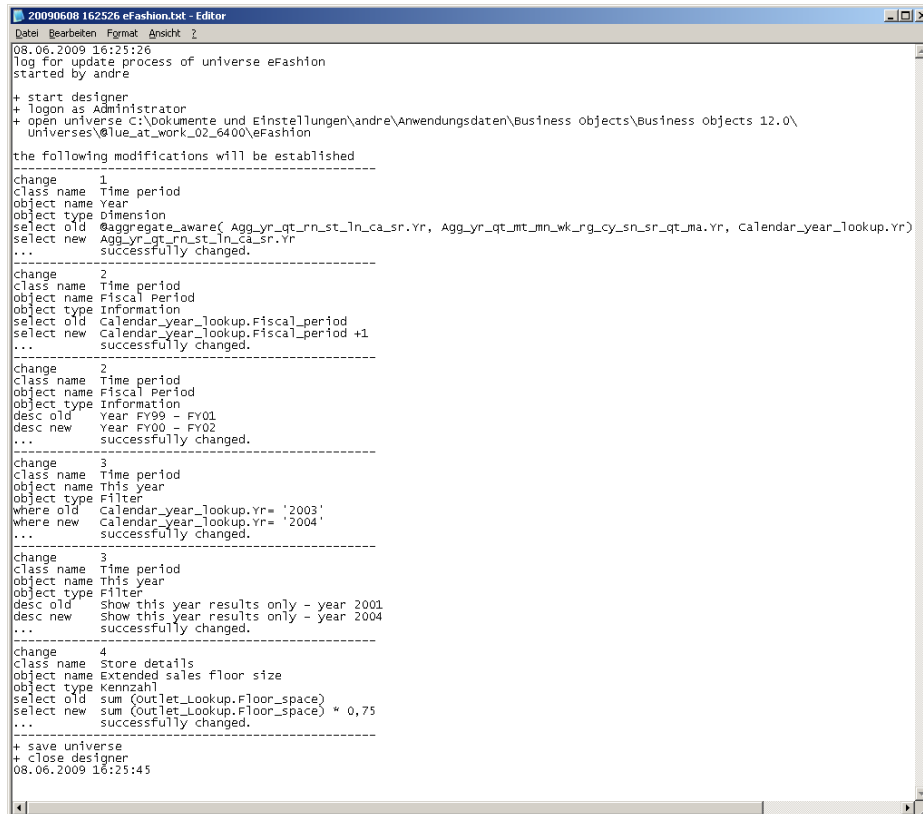 20090608 162526 eFashion.txt - Editor
Datei Bearbeiten Format Ansicht ?
08.06.2009 16:25:26
log for update process of universe eFashion
started by andre
+ start designer
+ logon as Administrator
+ open universe C:\Dokumente und Einstellungen\andre\Anwendungsdaten\Business Objects\Business Objects 12.0\
Universes\@lue_at_work_02_6400\eFashion
the following modifications will be established
--------------------------------------------------
change 1
class name Time period
object name Year
object type Dimension
select old @aggregate_aware( Agg_yr_qt_rn_st_ln_ca_sr.Yr, Agg_yr_qt_mt_mn_wk_rg_cy_sn_sr_qt_ma.Yr, Calendar_year_lookup.Yr)
select new Agg_yr_qt_rn_st_ln_ca_sr.Yr
... successfully changed.
--------------------------------------------------
change 2
class name Time period
object name Fiscal Period
object type Information
select old Calendar_year_lookup.Fiscal_period
select new Calendar_year_lookup.Fiscal_period +1
... successfully changed.
--------------------------------------------------
change 2
class name Time period
object name Fiscal Period
object type Information
desc old Year FY99 - FY01
desc new Year FY00 - FY02
... successfully changed.
--------------------------------------------------
change 3
class name Time period
object name This year
object type Filter
where old Calendar_year_lookup.Yr= '2003'
where new Calendar_year_lookup.Yr= '2004'
... successfully changed.
--------------------------------------------------
change 3
class name Time period
object name This year
object type Filter
desc old Show this year results only - year 2001
desc new Show this year results only - year 2004
... successfully changed.
--------------------------------------------------
change 4
class name Store details
object name Extended sales floor size
object type Kennzahl
select old sum (Outlet_Lookup.Floor_space)
select new sum (Outlet_Lookup.Floor_space) * 0,75
... successfully changed.
--------------------------------------------------
+ save universe
+ close designer
08.06.2009 16:25:45